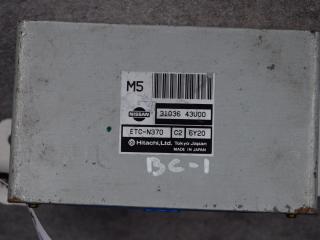 M5
NISSAN
31036 43U00
ETC-N370 C2 6Y20
Hitachi, Ltd. Tokyo Japan
MADE IN JAPAN
BC-1